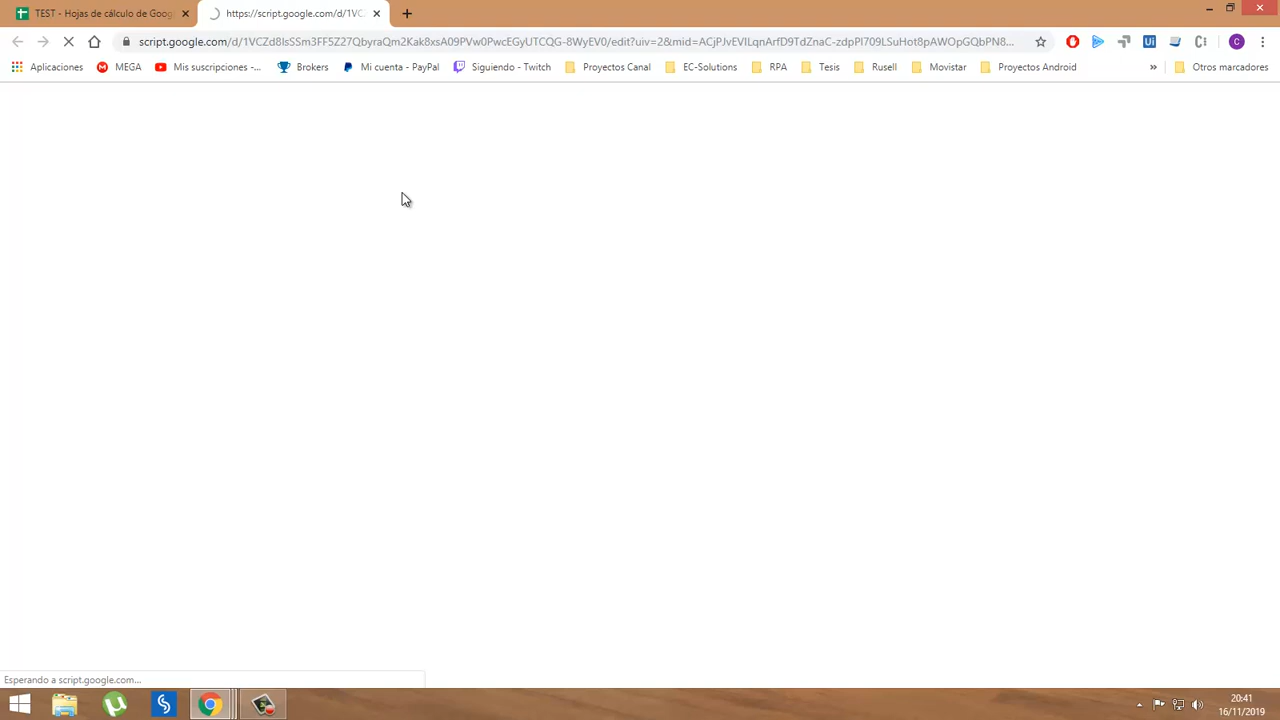 TEST - Hojas de cálculo de Goog
https://script.google.com/d/1VC
script.google.com/d/1VCZd8IsSSm3FF5Z27QbyraQm2Kak8xsA09PVw0PwcEGyUTCQG-8WyEV0/edit?uiv=2&mid=ACjPJvEVILqnArfD9TdZnaC-zdpPl709LSuHot8pAWOpGQbPN8...
Aplicaciones MEGA Mis suscripciones -... Brokers Mi cuenta - PayPal Siguiendo - Twitch Proyectos Canal EC-Solutions RPA Tesis Rusell Movistar Proyectos Android » Otros marcadores
Esperando a script.google.com...
20:41
16/11/2019